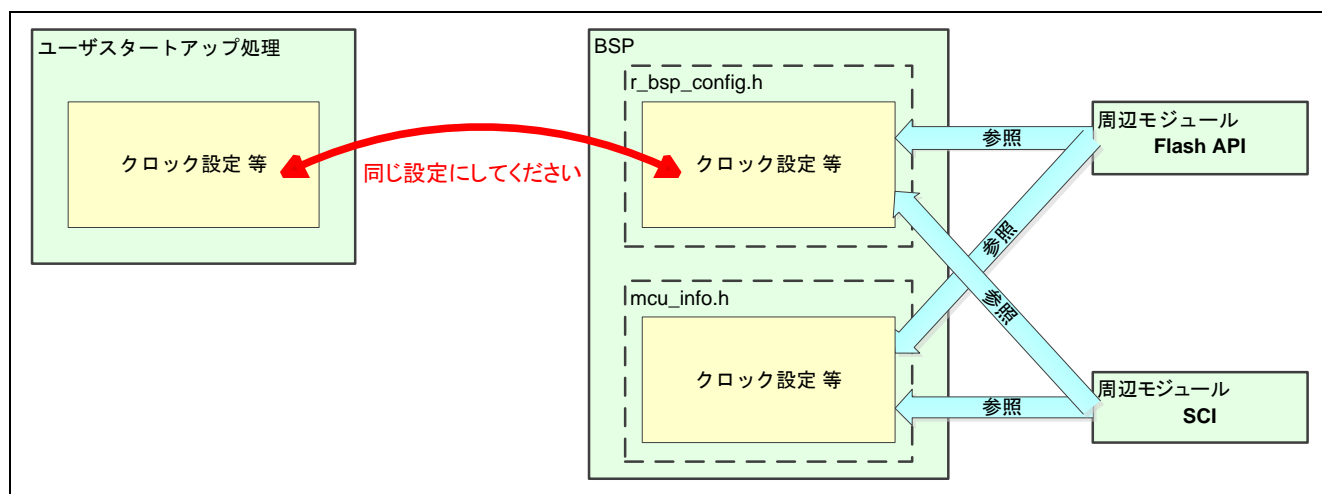 ユーザスタートアップ処理
クロック設定 等
同じ設定にしてください
BSP
r_bsp_config.h
クロック設定 等
mcu_info.h
クロック設定 等
参照
参照
参照
参照
周辺モジュール
Flash API
周辺モジュール
SCI